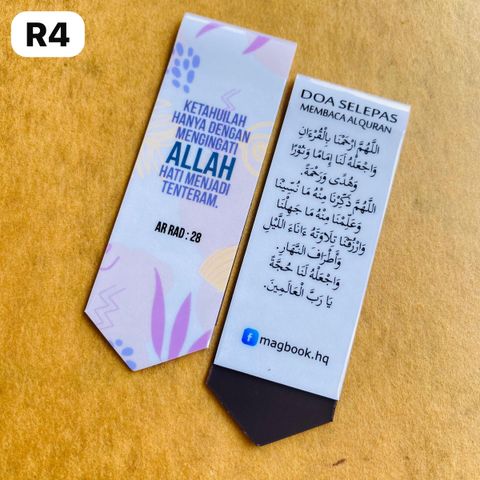 R4
KETAHUILAH
HANYA DENGAN
MENGINGATI
ALLAH
HATI MENJADI
TENTERAM.
AR RAD : 28
DOA SELEPAS
MEMBACA ALQURAN
اللَّهُمَّ ارْحَمْنَا بِالْقُرْءَانِ
وَاجْعَلْهُ لَنَا إِمَامًا وَنُورًا
وَهُدًى وَرَحْمَةً.
اللَّهُمَّ ذَكِّرْنَا مِنْهُ مَا نُسِّيْنَا
وَعَلِّمْنَا مِنْهُ مَا جَهِلْنَا
وَارْزُقْنَا تِلَاوَتَهُ ءَانَاءَ اللَّيْلِ
وَأَطْرَافَ النَّهَارِ.
وَاجْعَلْهُ لَنَا حُجَّةً
يَا رَبَّ الْعَالَمِينَ.
f magbook.hq